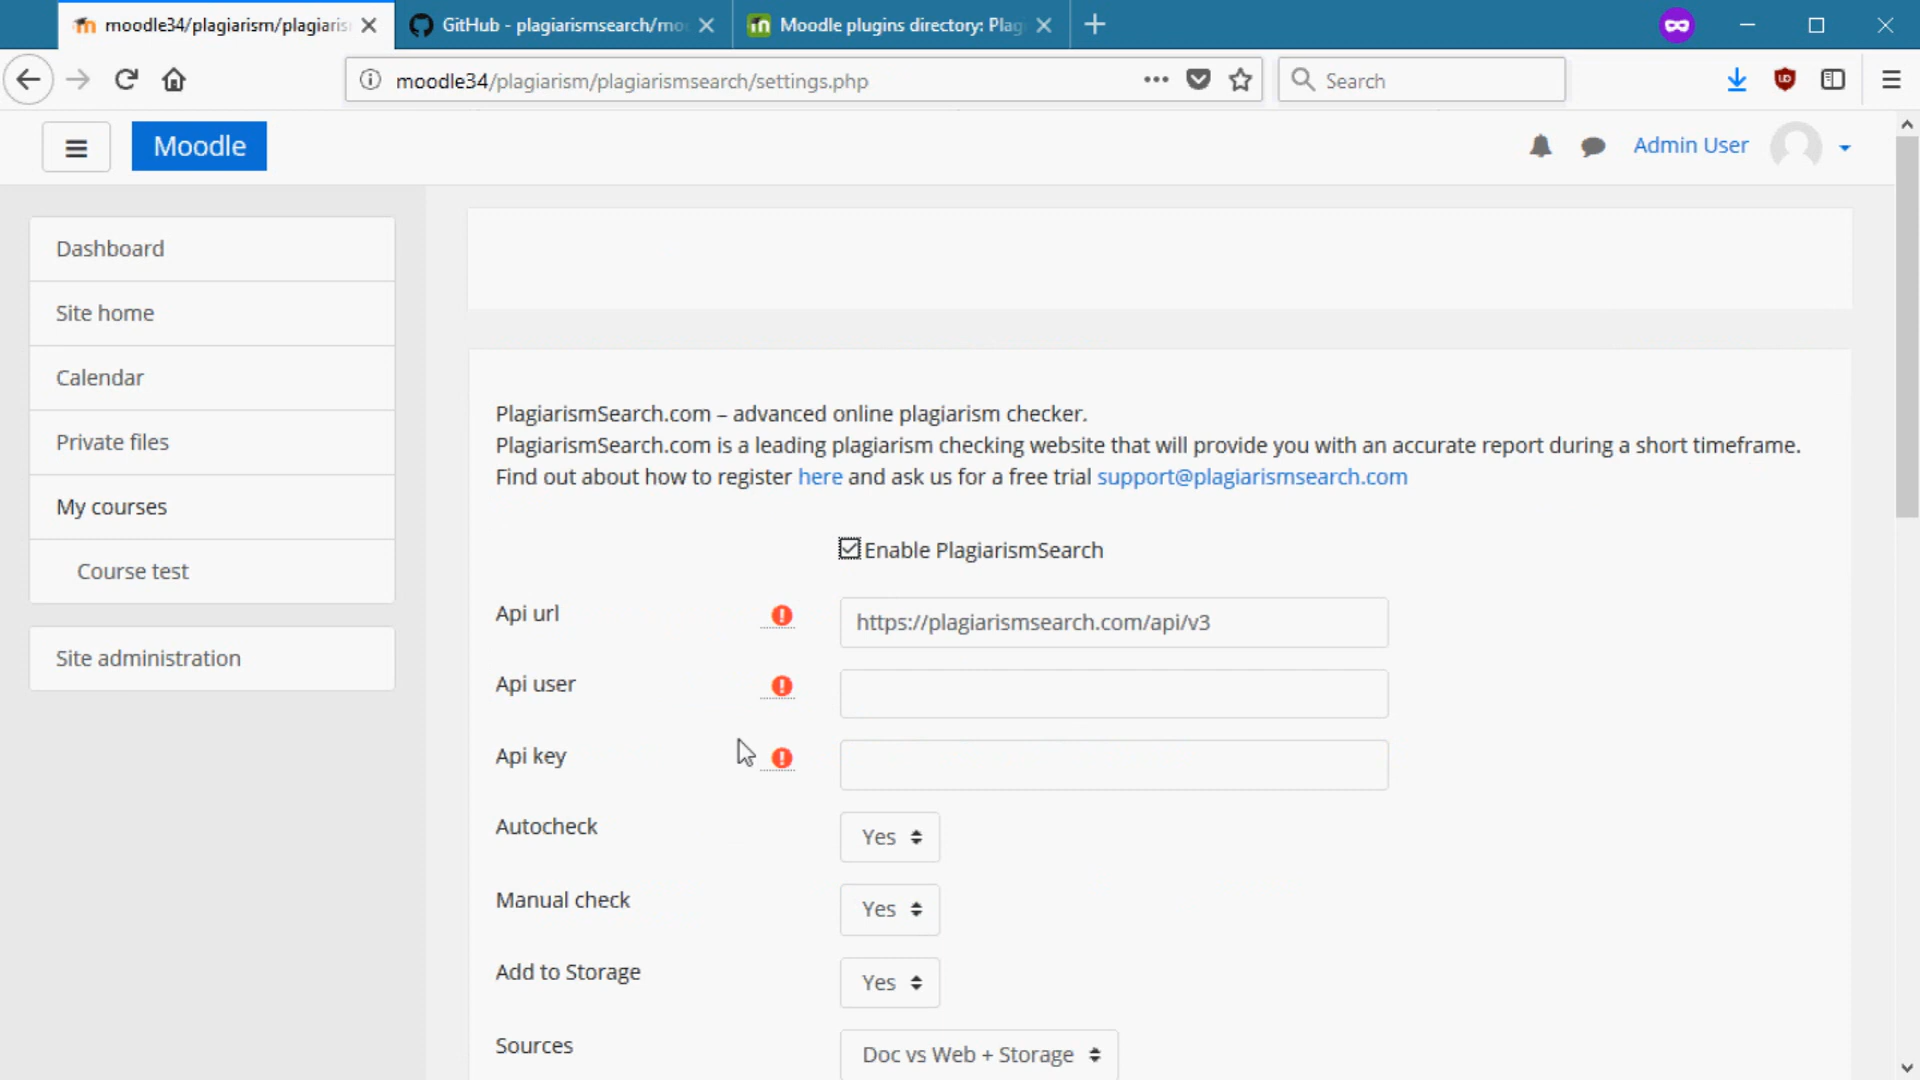 moodle34/plagiarism/plagiaris
GitHub - plagiarismsearch/mo
Moodle plugins directory: Plag
moodle34/plagiarism/plagiarismsearch/settings.php
Search
Moodle
Admin User
Dashboard
Site home
Calendar
Private files
My courses
Course test
Site administration
PlagiarismSearch.com – advanced online plagiarism checker.
PlagiarismSearch.com is a leading plagiarism checking website that will provide you with an accurate report during a short timeframe.
Find out about how to register here and ask us for a free trial support@plagiarismsearch.com
Enable PlagiarismSearch
Api url
https://plagiarismsearch.com/api/v3
Api user
Api key
Autocheck
Yes
Manual check
Yes
Add to Storage
Yes
Sources
Doc vs Web + Storage